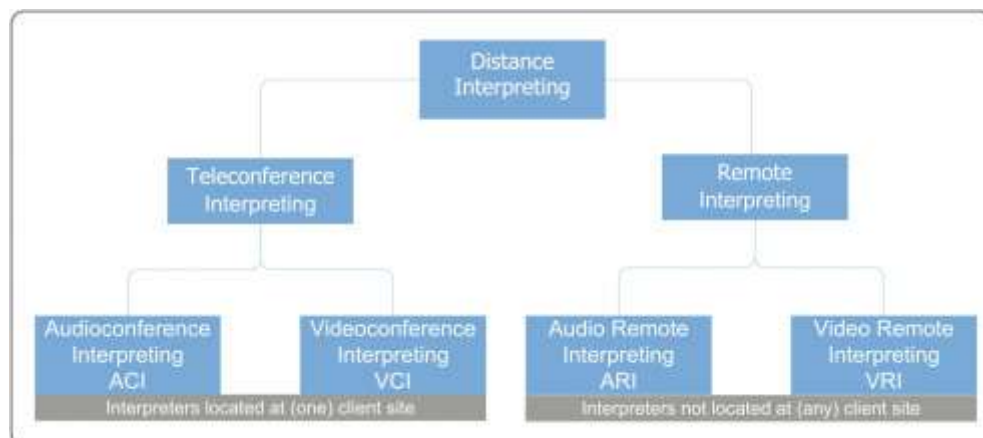 Distance
Interpreting
Teleconference
Interpreting
Remote
Interpreting
Audioconference
Interpreting
ACI
Videoconference
Interpreting
VCI
Audio Remote
Interpreting
ARI
Video Remote
Interpreting
VRI
Interpreters located at (one) client site
Interpreters not located at (any) client site